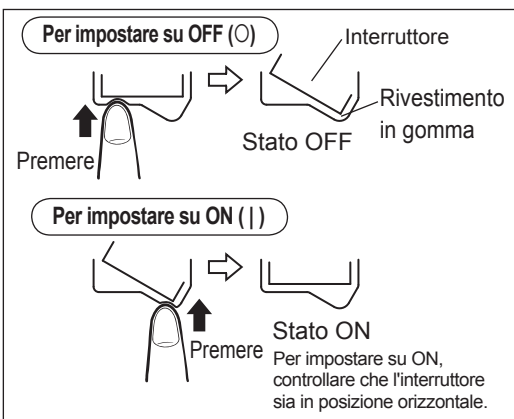 Per impostare su OFF (○)
Interruttore
Rivestimento
in gomma
Premere
Stato OFF
Per impostare su ON ( | )
Premere
Stato ON
Per impostare su ON,
controllare che l'interruttore
sia in posizione orizzontale.